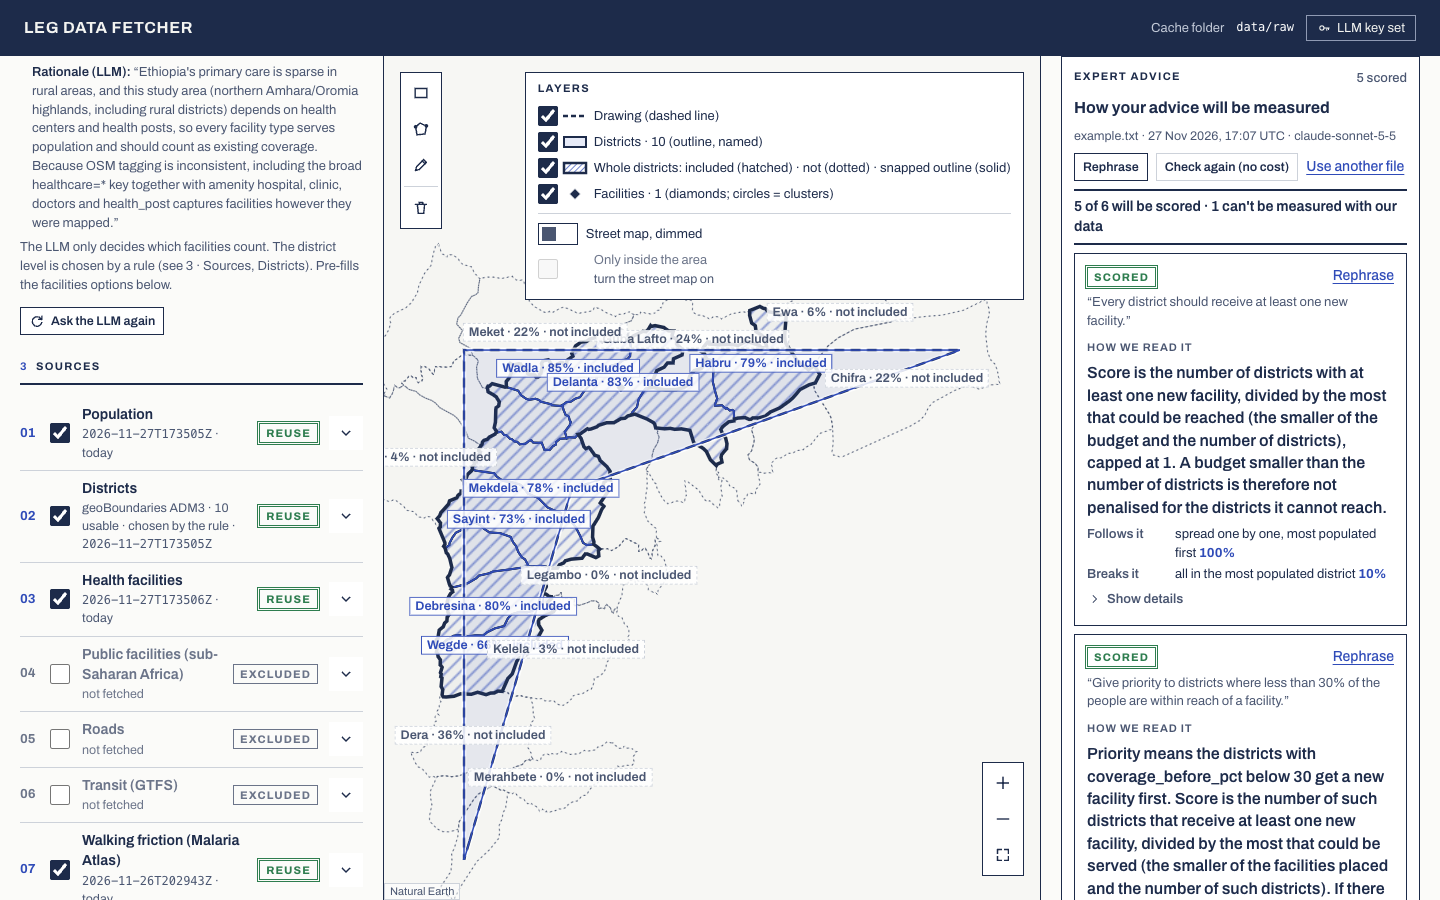 LEG DATA FETCHER
Cache folder data/raw
LLM key set
Rationale (LLM): “Ethiopia's primary care is sparse in
rural areas, and this study area (northern Amhara/Oromia
highlands, including rural districts) depends on health
centers and health posts, so every facility type serves
population and should count as existing coverage.
Because OSM tagging is inconsistent, including the broad
healthcare=* key together with amenity hospital, clinic,
doctors and health_post captures facilities however they
were mapped.”
The LLM only decides which facilities count. The district
level is chosen by a rule (see 3 · Sources, Districts). Pre-fills
the facilities options below.
Ask the LLM again
3 SOURCES
01 Population
2026-11-27T173505Z ·
today
REUSE
02 Districts
geoBoundaries ADM3 · 10
usable · chosen by the rule ·
2026-11-27T173505Z
REUSE
03 Health facilities
2026-11-27T173506Z ·
today
REUSE
04 Public facilities (sub-
Saharan Africa)
not fetched
EXCLUDED
05 Roads
not fetched
EXCLUDED
06 Transit (GTFS)
not fetched
EXCLUDED
07 Walking friction (Malaria
Atlas)
2026-11-26T202943Z ·
today
REUSE
LAYERS
Drawing (dashed line)
Districts · 10 (outline, named)
Whole districts: included (hatched) · not (dotted) · snapped outline (solid)
Facilities · 1 (diamonds; circles = clusters)
Street map, dimmed
Only inside the area
turn the street map on
Ewa · 6% · not included
Meket · 22% · not included
Lafto · 24% · not included
Wadla · 85% · included
Habru · 79% · included
Delanta · 83% · included
Chifra · 22% · not included
· 4% · not included
Mekdela · 78% · included
Sayint · 73% · included
Legambo · 0% · not included
Debresina · 80% · included
Wegde ·
Kelela · 3% · not included
Dera · 36% · not included
Merahbete · 0% · not included
Natural Earth
EXPERT ADVICE
5 scored
How your advice will be measured
example.txt · 27 Nov 2026, 17:07 UTC · claude-sonnet-5-5
Rephrase
Check again (no cost)
Use another file
5 of 6 will be scored · 1 can't be measured with our
data
SCORED
Rephrase
“Every district should receive at least one new
facility.”
HOW WE READ IT
Score is the number of districts with at
least one new facility, divided by the most
that could be reached (the smaller of the
budget and the number of districts),
capped at 1. A budget smaller than the
number of districts is therefore not
penalised for the districts it cannot reach.
Follows it spread one by one, most populated
first 100%
Breaks it all in the most populated district 10%
Show details
SCORED
Rephrase
“Give priority to districts where less than 30% of the
people are within reach of a facility.”
HOW WE READ IT
Priority means the districts with
coverage_before_pct below 30 get a new
facility first. Score is the number of such
districts that receive at least one new
facility, divided by the most that could be
served (the smaller of the facilities placed
and the number of such districts). If there